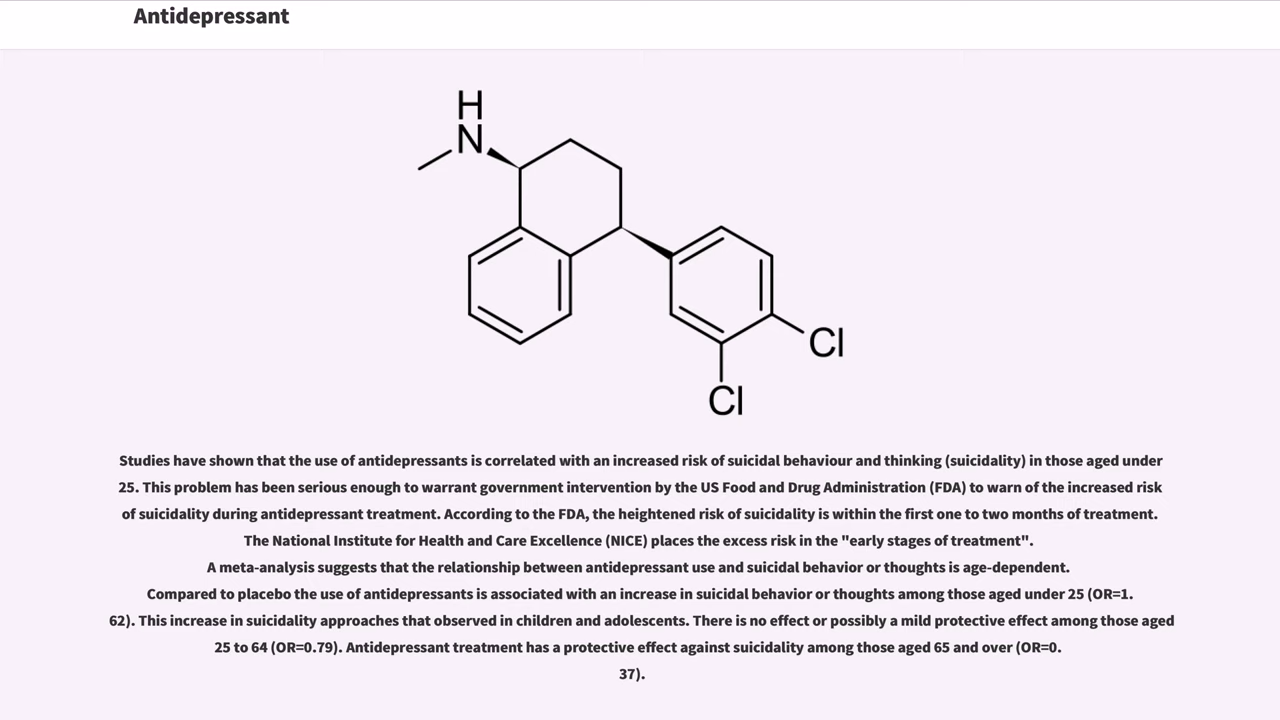 Antidepressant
H
N
Cl
Cl
Studies have shown that the use of antidepressants is correlated with an increased risk of suicidal behaviour and thinking (suicidality) in those aged under
25. This problem has been serious enough to warrant government intervention by the US Food and Drug Administration (FDA) to warn of the increased risk
of suicidality during antidepressant treatment. According to the FDA, the heightened risk of suicidality is within the first one to two months of treatment.
The National Institute for Health and Care Excellence (NICE) places the excess risk in the "early stages of treatment".
A meta-analysis suggests that the relationship between antidepressant use and suicidal behavior or thoughts is age-dependent.
Compared to placebo the use of antidepressants is associated with an increase in suicidal behavior or thoughts among those aged under 25 (OR=1.
62). This increase in suicidality approaches that observed in children and adolescents. There is no effect or possibly a mild protective effect among those aged
25 to 64 (OR=0.79). Antidepressant treatment has a protective effect against suicidality among those aged 65 and over (OR=0.
37).